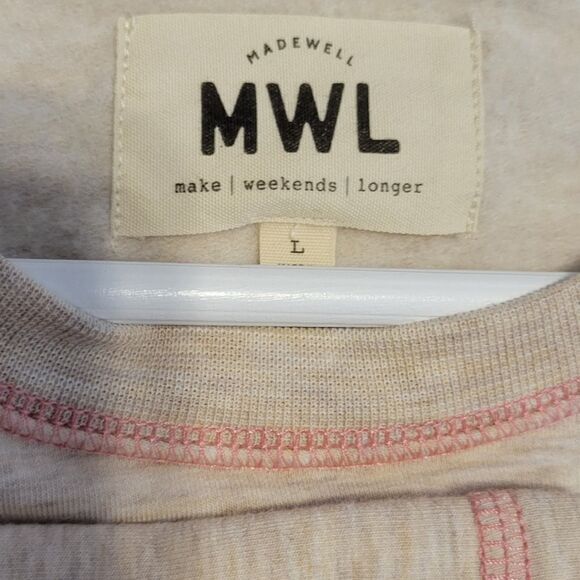 MADEWELL
MWL
make | weekends | longer
L